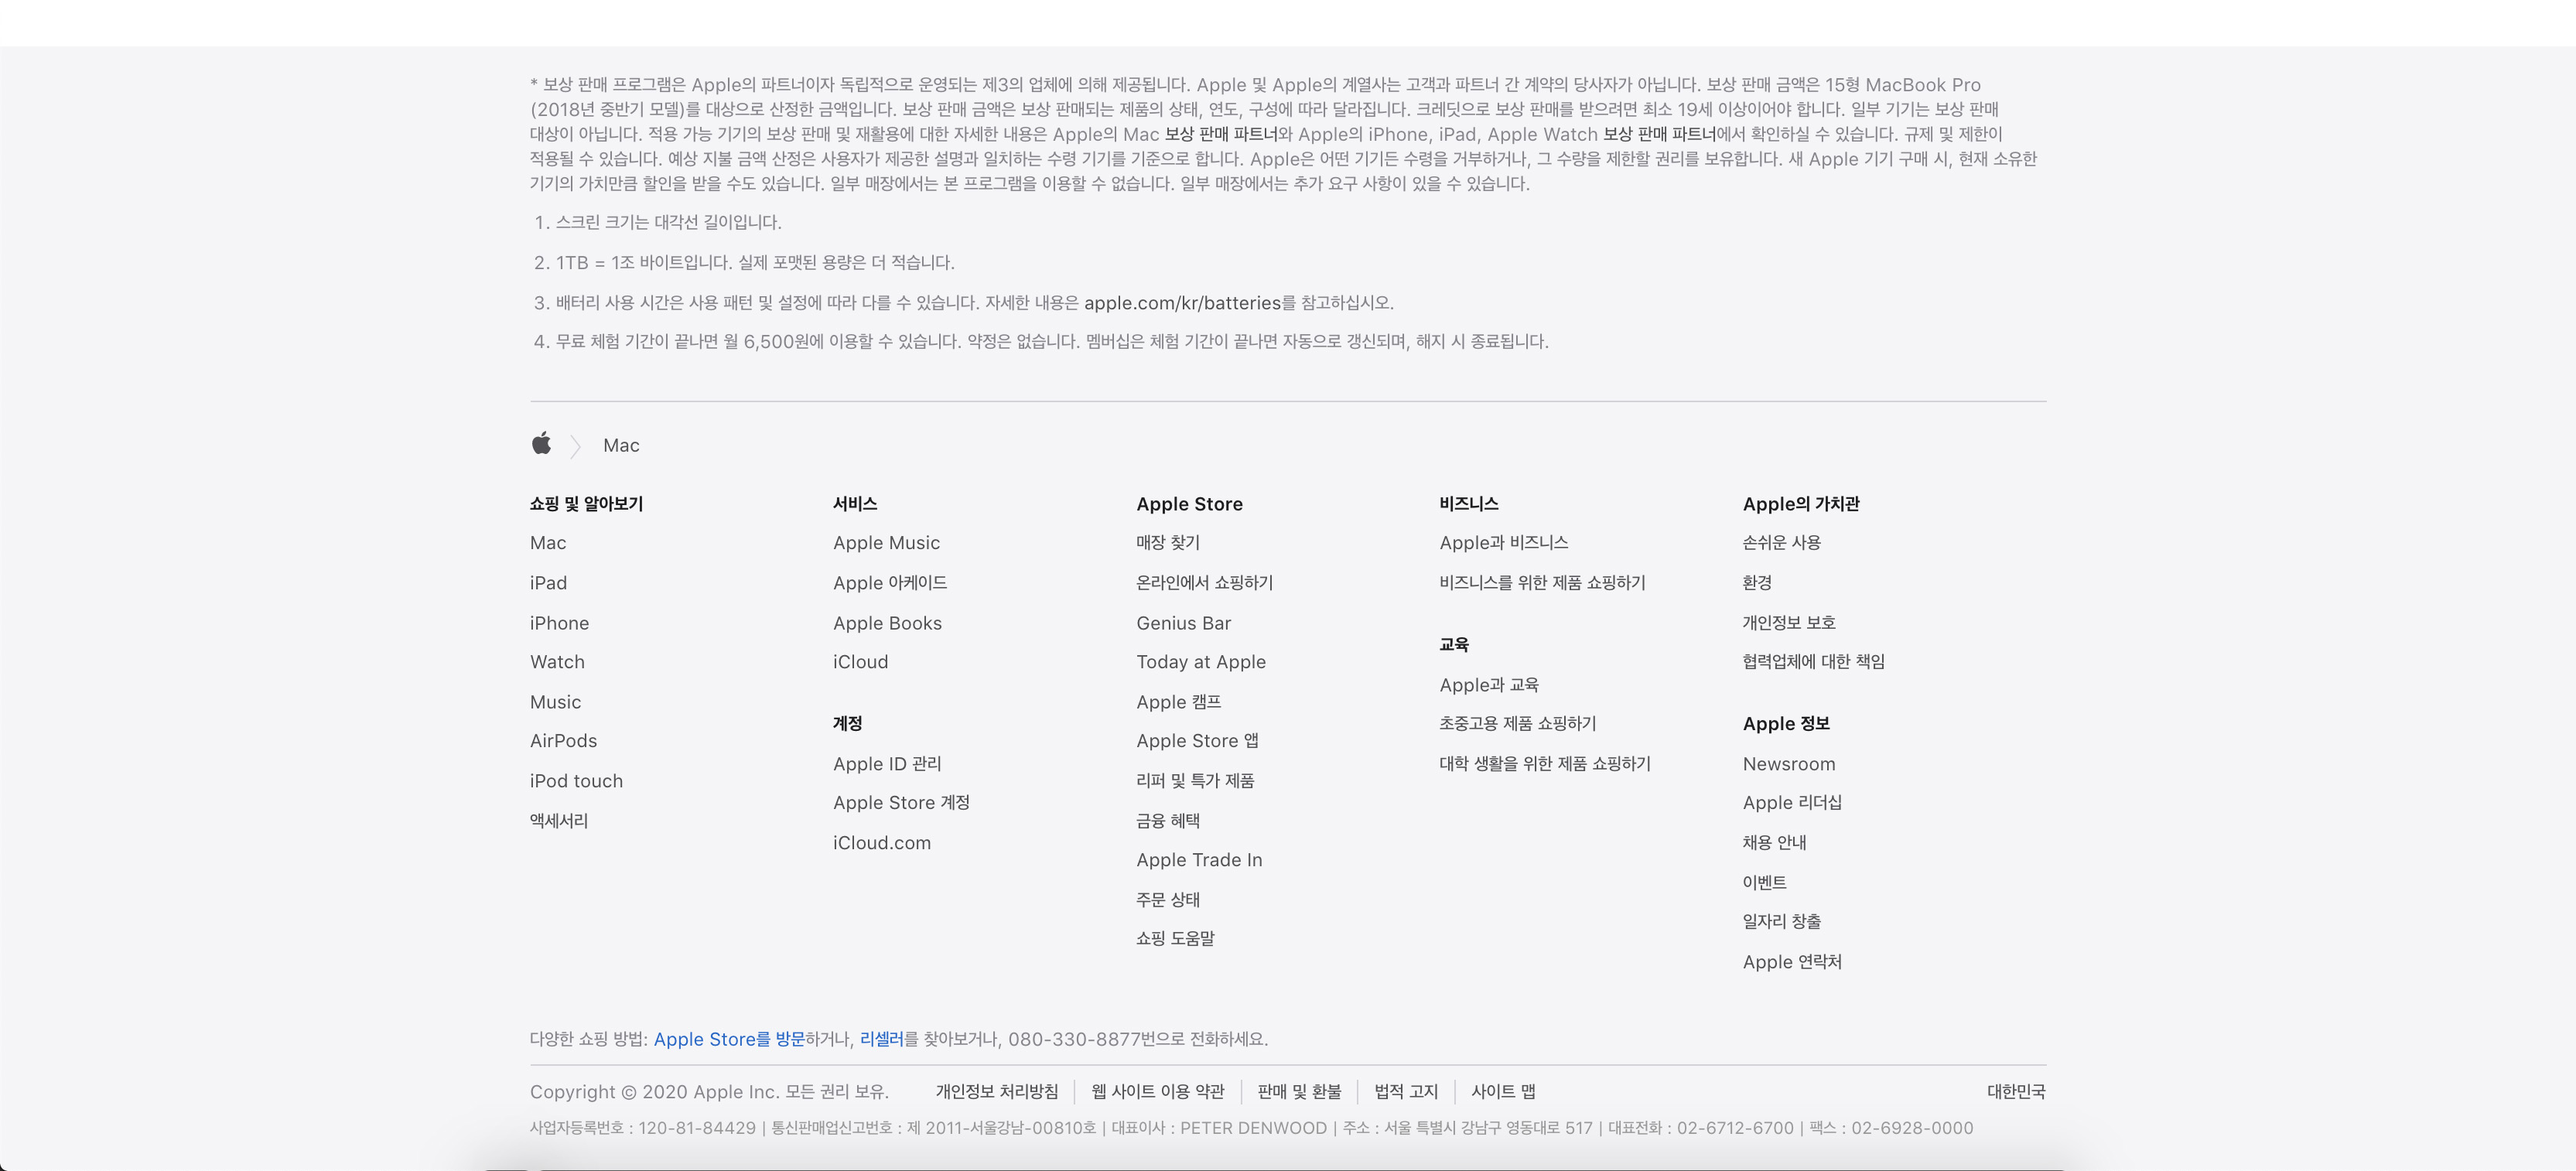 * 보상 판매 프로그램은 Apple의 파트너이자 독립적으로 운영되는 제3의 업체에 의해 제공됩니다. Apple 및 Apple의 계열사는 고객과 파트너 간 계약의 당사자가 아닙니다. 보상 판매 금액은 15형 MacBook Pro
(2018년 중반기 모델)를 대상으로 산정한 금액입니다. 보상 판매 금액은 보상 판매되는 제품의 상태, 연도, 구성에 따라 달라집니다. 크레딧으로 보상 판매를 받으려면 최소 19세 이상이어야 합니다. 일부 기기는 보상 판매
대상이 아닙니다. 적용 가능 기기의 보상 판매 및 재활용에 대한 자세한 내용은 Apple의 Mac 보상 판매 파트너와 Apple의 iPhone, iPad, Apple Watch 보상 판매 파트너에서 확인하실 수 있습니다. 규제 및 제한이
적용될 수 있습니다. 예상 지불 금액 산정은 사용자가 제공한 설명과 일치하는 수령 기기를 기준으로 합니다. Apple은 어떤 기기든 수령을 거부하거나, 그 수량을 제한할 권리를 보유합니다. 새 Apple 기기 구매 시, 현재 소유한
기기의 가치만큼 할인을 받을 수도 있습니다. 일부 매장에서는 본 프로그램을 이용할 수 없습니다. 일부 매장에서는 추가 요구 사항이 있을 수 있습니다.
1. 스크린 크기는 대각선 길이입니다.
2. 1TB = 1조 바이트입니다. 실제 포맷된 용량은 더 적습니다.
3. 배터리 사용 시간은 사용 패턴 및 설정에 따라 다를 수 있습니다. 자세한 내용은 apple.com/kr/batteries를 참고하십시오.
4. 무료 체험 기간이 끝나면 월 6,500원에 이용할 수 있습니다. 약정은 없습니다. 멤버십은 체험 기간이 끝나면 자동으로 갱신되며, 해지 시 종료됩니다.
Mac
쇼핑 및 알아보기
Mac
iPad
iPhone
Watch
Music
AirPods
iPod touch
액세서리
서비스
Apple Music
Apple 아케이드
Apple Books
iCloud
계정
Apple ID 관리
Apple Store 계정
iCloud.com
Apple Store
매장 찾기
온라인에서 쇼핑하기
Genius Bar
Today at Apple
Apple 캠프
Apple Store 앱
리퍼 및 특가 제품
금융 혜택
Apple Trade In
주문 상태
쇼핑 도움말
비즈니스
Apple과 비즈니스
비즈니스를 위한 제품 쇼핑하기
교육
Apple과 교육
초중고용 제품 쇼핑하기
대학 생활을 위한 제품 쇼핑하기
Apple의 가치관
손쉬운 사용
환경
개인정보 보호
협력업체에 대한 책임
Apple 정보
Newsroom
Apple 리더십
채용 안내
이벤트
일자리 창출
Apple 연락처
다양한 쇼핑 방법: Apple Store를 방문하거나, 리셀러를 찾아보거나, 080-330-8877번으로 전화하세요.
Copyright © 2020 Apple Inc. 모든 권리 보유. 개인정보 처리방침 | 웹 사이트 이용 약관 | 판매 및 환불 | 법적 고지 | 사이트 맵 대한민국
사업자등록번호 : 120-81-84429 | 통신판매업신고번호 : 제 2011-서울강남-00810호 | 대표이사 : PETER DENWOOD | 주소 : 서울 특별시 강남구 영동대로 517 | 대표전화 : 02-6712-6700 | 팩스 : 02-6928-0000